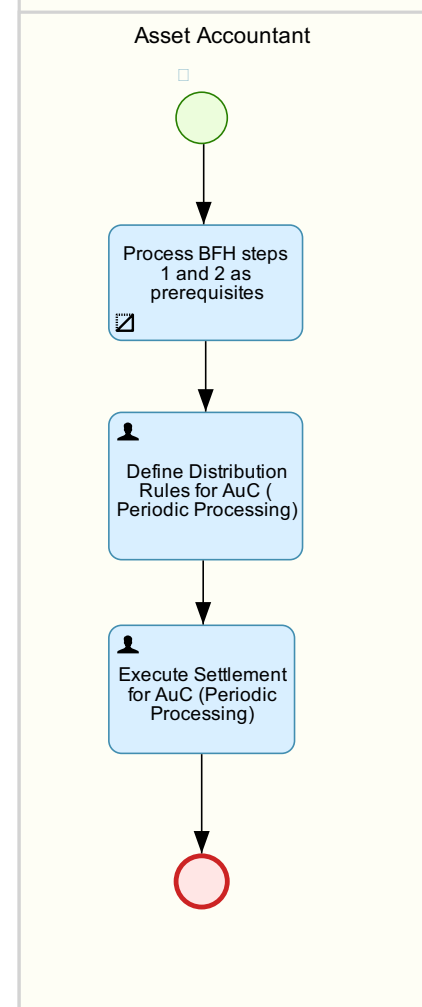 Asset Accountant
Process BFH steps
1 and 2 as
prerequisites
Define Distribution
Rules for AuC (
Periodic Processing)
Execute Settlement
for AuC (Periodic
Processing)